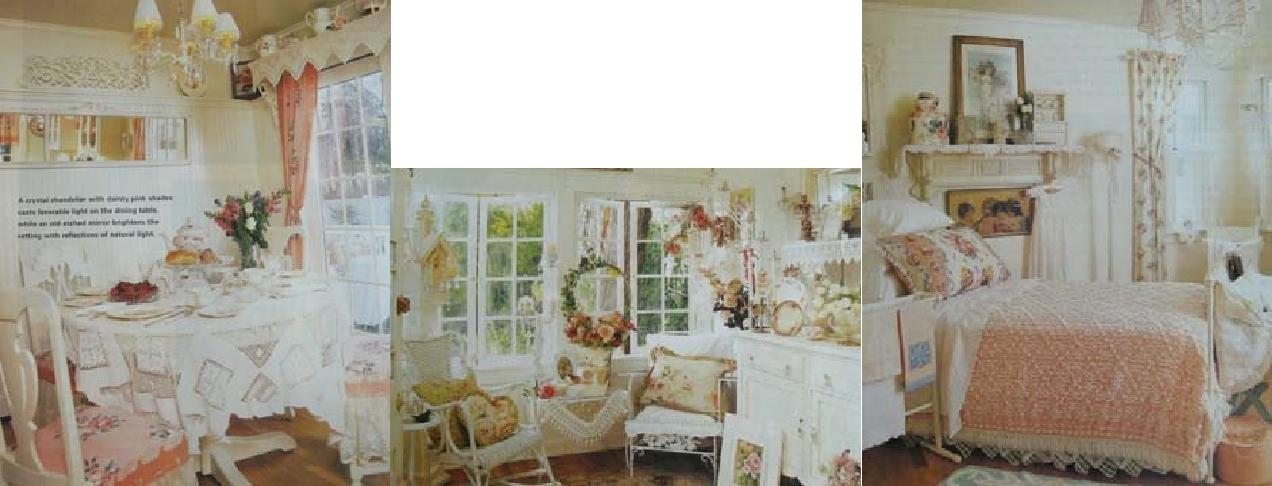 A crystal chandelier with dainty pink shades
casts favorable light on the dining table,
while an old etched mirror brightens the
setting with reflections of natural light.